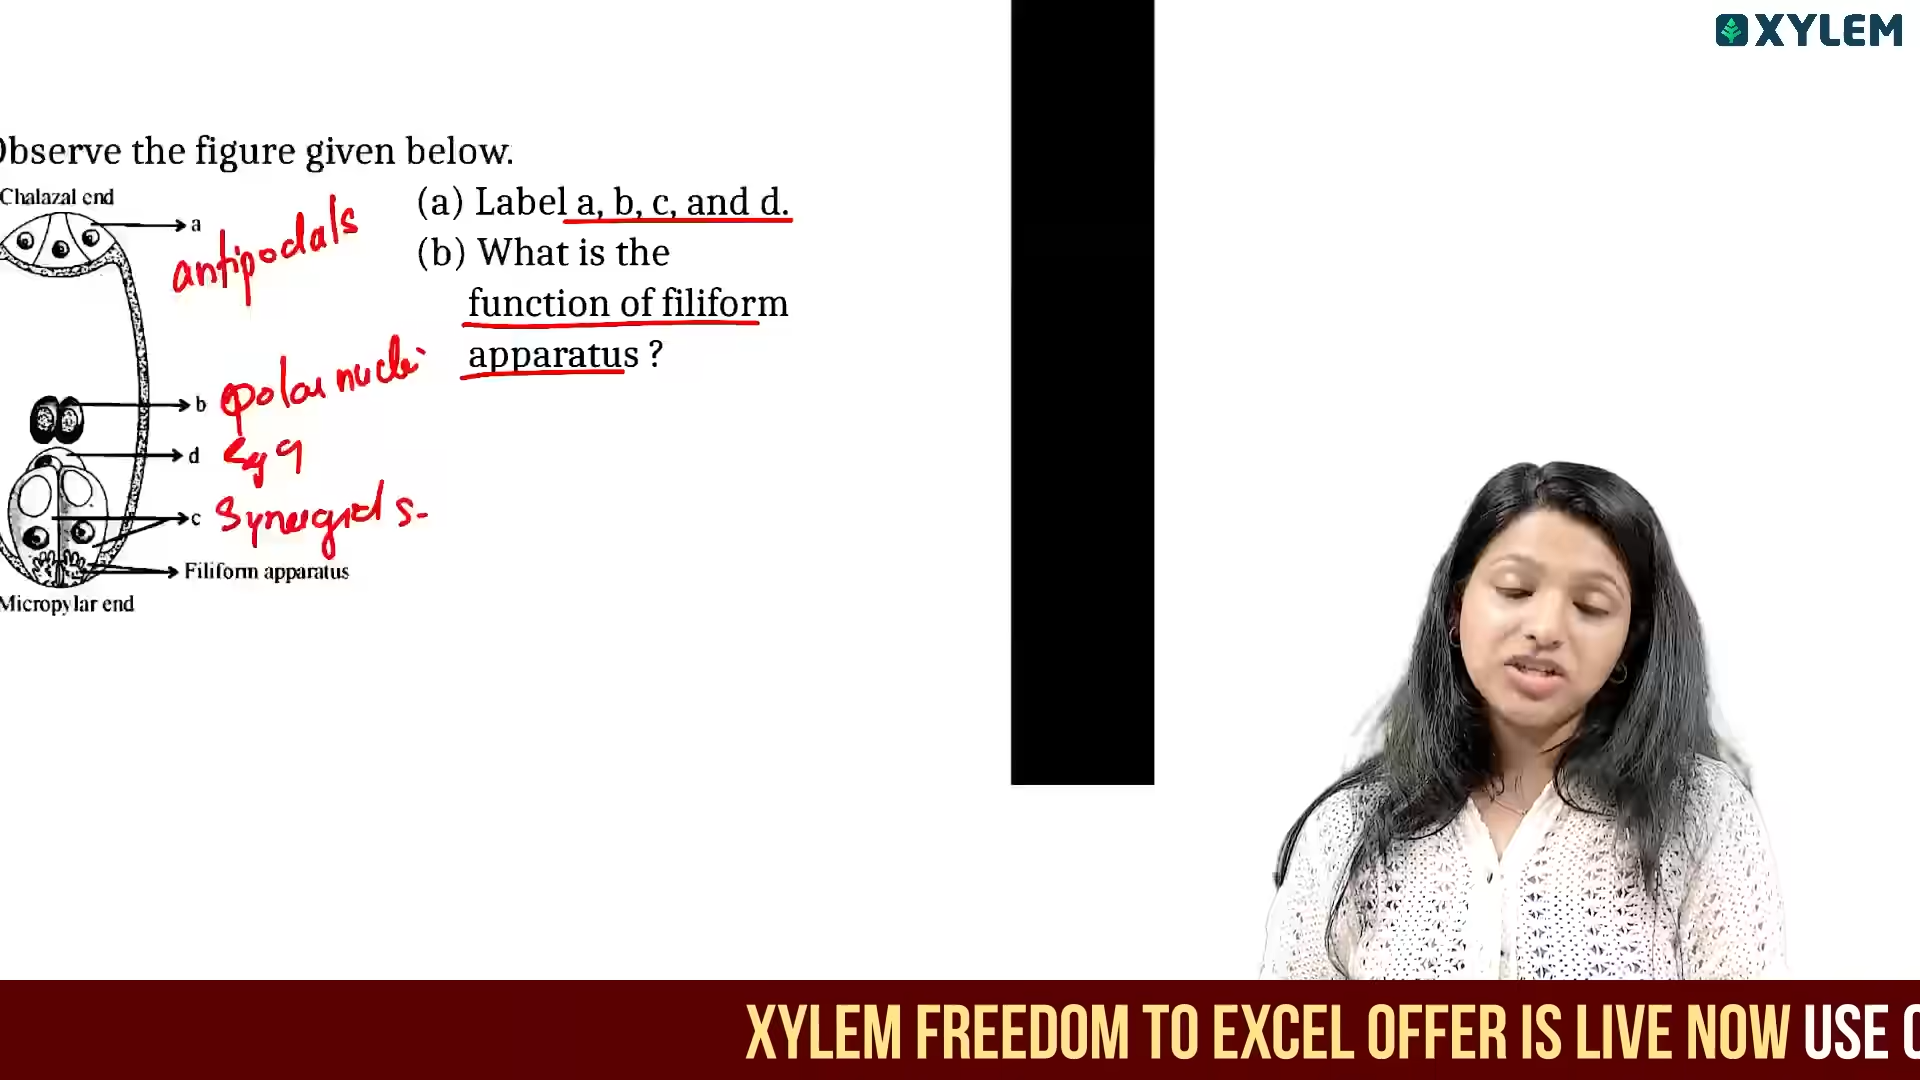 XYLEM
Observe the figure given below.
Chalazal end
(a) Label a, b, c, and d.
a
antipodals
(b) What is the
function of filiform
apparatus ?
b polar nuclei
d Egg
c Synergids
Filiform apparatus
Micropylar end
XYLEM FREEDOM TO EXCEL OFFER IS LIVE NOW USE